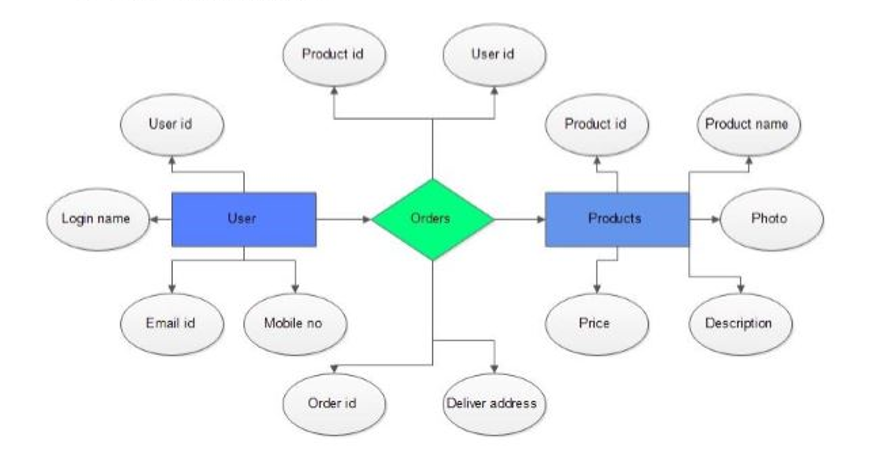 Product id
User id
User id
Product id
Product name
Login name
User
Orders
Products
Photo
Email id
Mobile no
Price
Description
Order id
Deliver address